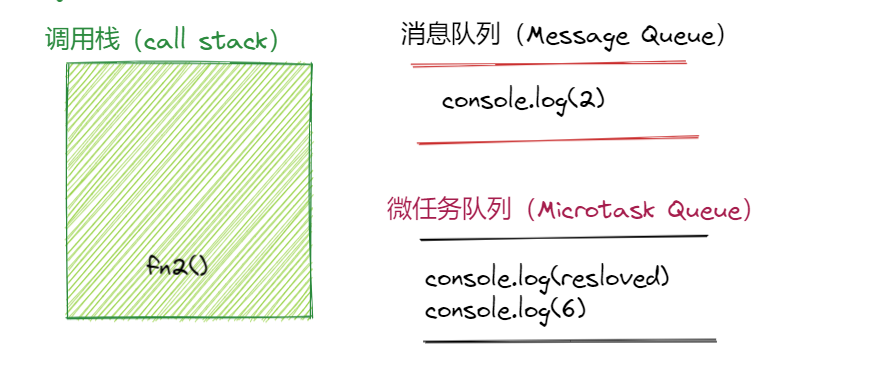 调用栈（call stack）
fn2()
消息队列（Message Queue）
console.log(2)
微任务队列（Microtask Queue）
console.log(resloved)
console.log(6)